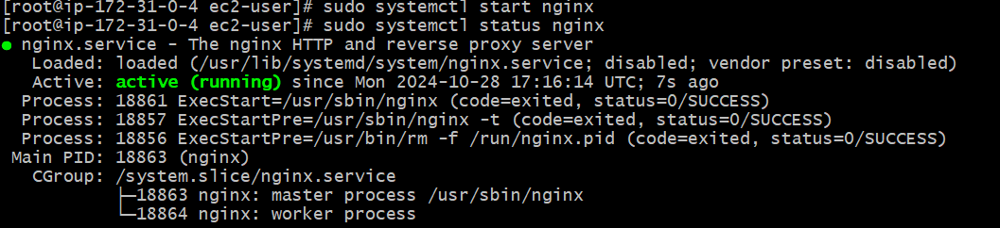 [root@ip-172-31-0-4 ec2-user]# sudo systemctl start nginx
[root@ip-172-31-0-4 ec2-user]# sudo systemctl status nginx
● nginx.service - The nginx HTTP and reverse proxy server
   Loaded: loaded (/usr/lib/systemd/system/nginx.service; disabled; vendor preset: disabled)
   Active: active (running) since Mon 2024-10-28 17:16:14 UTC; 7s ago
  Process: 18861 ExecStart=/usr/sbin/nginx (code=exited, status=0/SUCCESS)
  Process: 18857 ExecStartPre=/usr/sbin/nginx -t (code=exited, status=0/SUCCESS)
  Process: 18856 ExecStartPre=/usr/bin/rm -f /run/nginx.pid (code=exited, status=0/SUCCESS)
 Main PID: 18863 (nginx)
   CGroup: /system.slice/nginx.service
           ├─18863 nginx: master process /usr/sbin/nginx
           └─18864 nginx: worker process